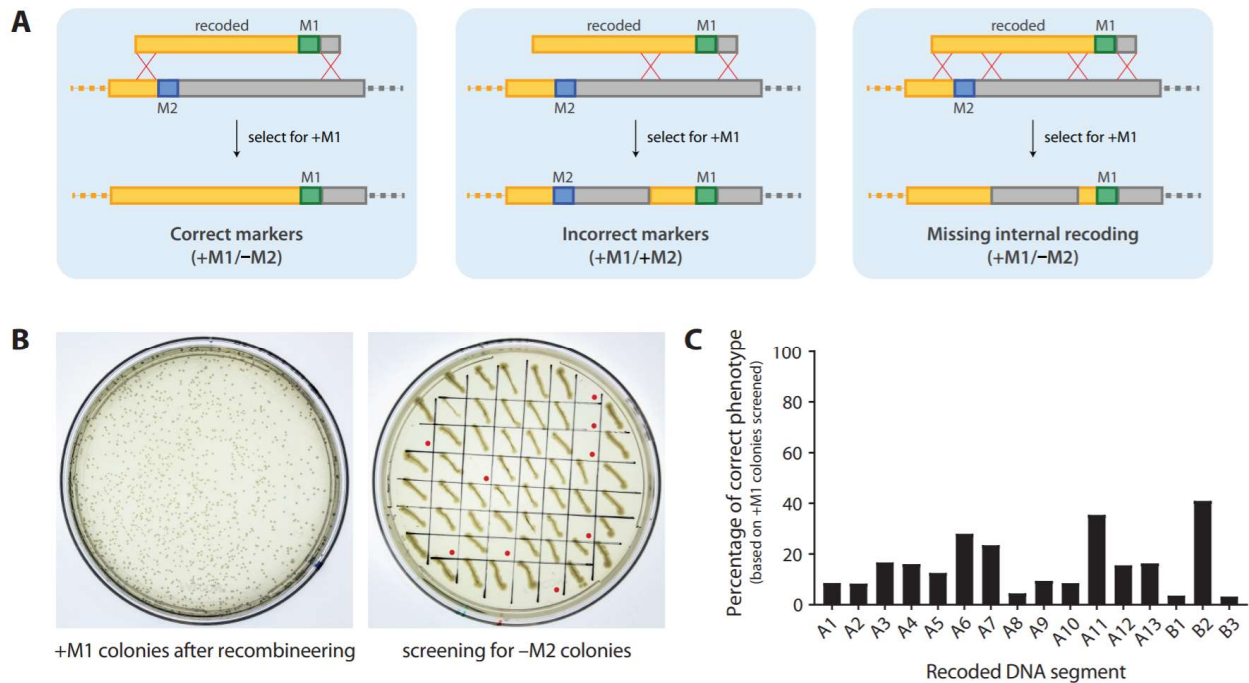 A
recoded
M1
M2
select for +M1
M1
Correct markers
(+M1/−M2)
recoded
M1
M2
select for +M1
M2
M1
Incorrect markers
(+M1/+M2)
recoded
M1
M2
select for +M1
M1
Missing internal recoding
(+M1/−M2)
B
+M1 colonies after recombineering
screening for −M2 colonies
C
Percentage of correct phenotype
(based on +M1 colonies screened)
100
80
60
40
20
0
A1 A2 A3 A4 A5 A6 A7 A8 A9 A10 A11 A12 A13 B1 B2 B3
Recoded DNA segment